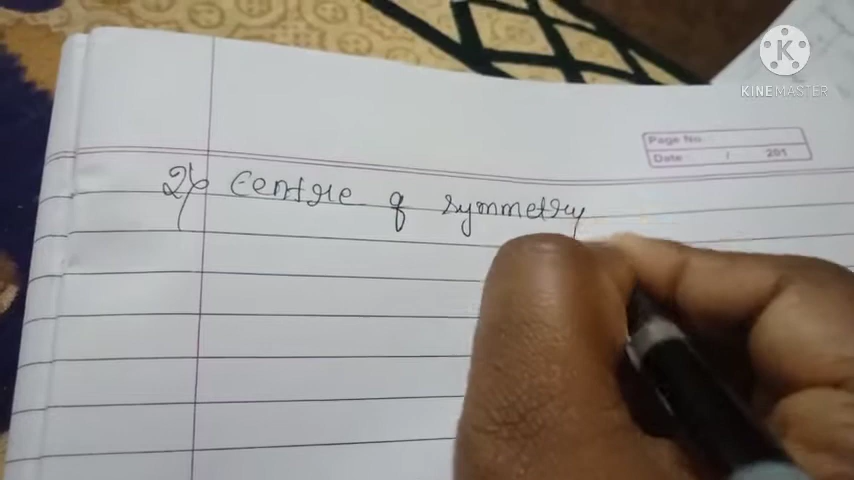 K
KINEMASTER
Page No.
Date / 201
2) Centre of symmetry